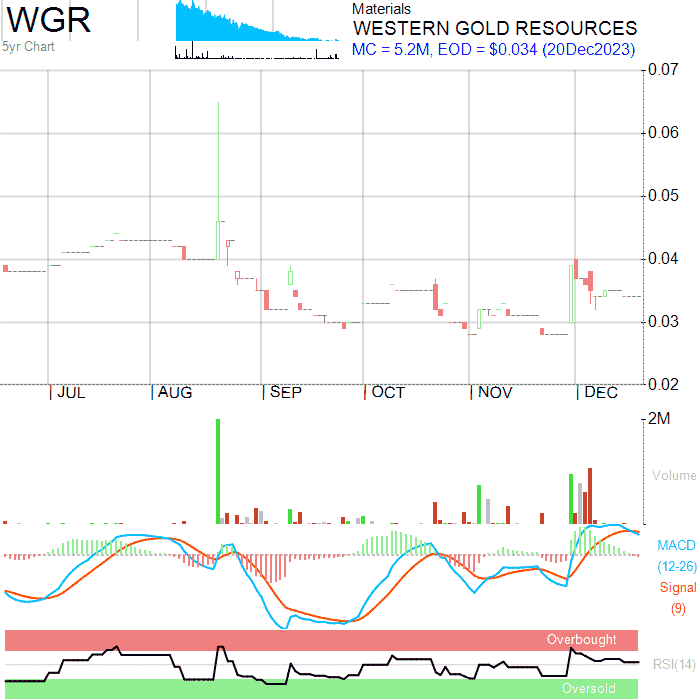 WGR
5yr Chart
Materials
WESTERN GOLD RESOURCES
MC = 5.2M, EOD = $0.034 (20Dec2023)
0.07
0.06
0.05
0.04
0.03
0.02
JUL AUG SEP OCT NOV DEC
2M
Volume
MACD
(12-26)
Signal
(9)
Overbought
RSI(14)
Oversold